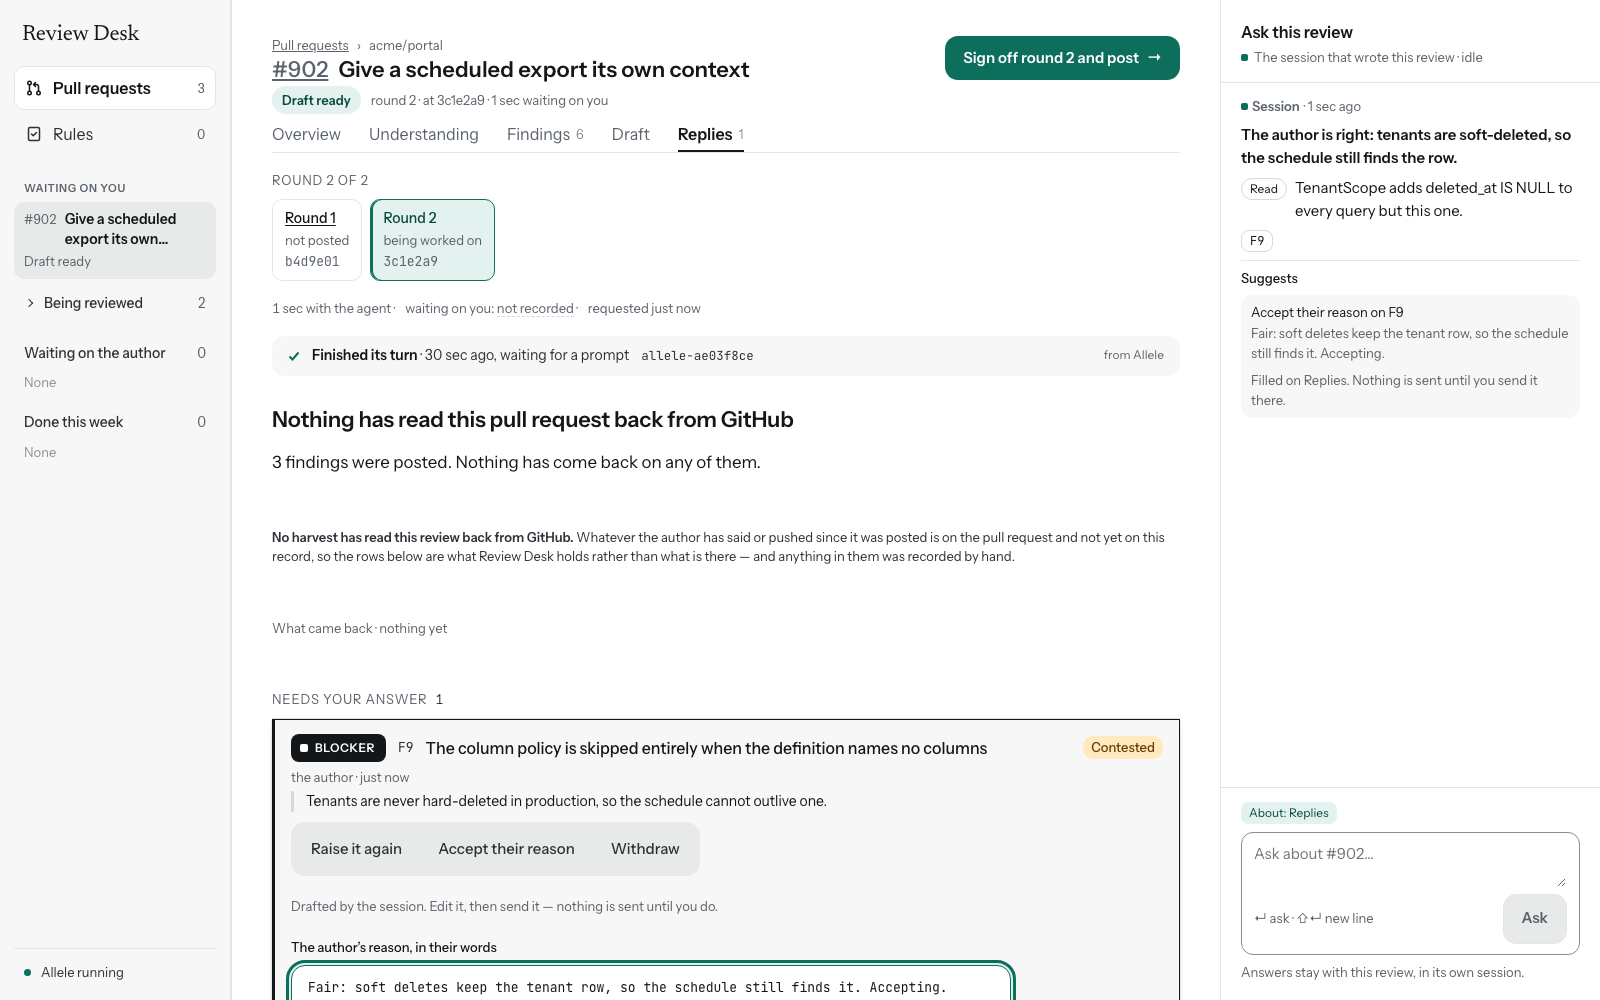 Review Desk
Pull requests 3
Rules 0
WAITING ON YOU
#902 Give a scheduled
export its own...
Draft ready
Being reviewed 2
Waiting on the author 0
None
Done this week 0
None
Allele running
Pull requests › acme/portal
#902 Give a scheduled export its own context
Draft ready round 2 · at 3c1e2a9 · 1 sec waiting on you
Sign off round 2 and post →
Overview Understanding Findings 6 Draft Replies 1
ROUND 2 OF 2
Round 1
not posted
b4d9e01
Round 2
being worked on
3c1e2a9
1 sec with the agent · waiting on you: not recorded · requested just now
Finished its turn · 30 sec ago, waiting for a prompt allele-ae03f8ce from Allele
Nothing has read this pull request back from GitHub
3 findings were posted. Nothing has come back on any of them.
No harvest has read this review back from GitHub. Whatever the author has said or pushed since it was posted is on the pull request and not yet on this
record, so the rows below are what Review Desk holds rather than what is there — and anything in them was recorded by hand.
What came back · nothing yet
NEEDS YOUR ANSWER 1
BLOCKER F9 The column policy is skipped entirely when the definition names no columns Contested
the author · just now
Tenants are never hard-deleted in production, so the schedule cannot outlive one.
Raise it again Accept their reason Withdraw
Drafted by the session. Edit it, then send it — nothing is sent until you do.
The author's reason, in their words
Fair: soft deletes keep the tenant row, so the schedule still finds it. Accepting.
Ask this review
The session that wrote this review · idle
Session · 1 sec ago
The author is right: tenants are soft-deleted, so
the schedule still finds the row.
Read TenantScope adds deleted_at IS NULL to
every query but this one.
F9
Suggests
Accept their reason on F9
Fair: soft deletes keep the tenant row, so the schedule
still finds it. Accepting.
Filled on Replies. Nothing is sent until you send it
there.
About: Replies
Ask about #902...
↵ ask · ⇧↵ new line
Ask
Answers stay with this review, in its own session.